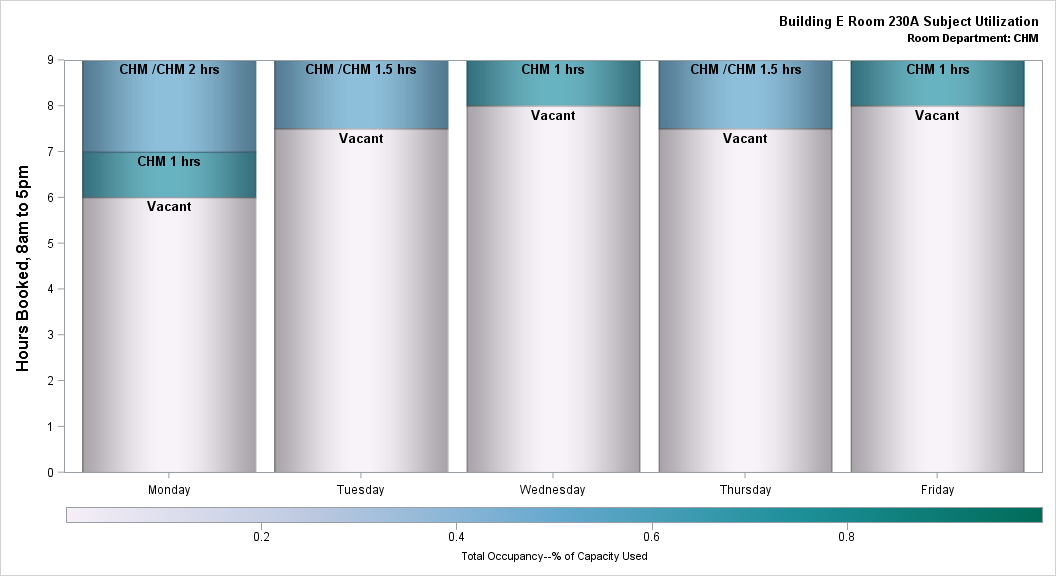 Building E Room 230A Subject Utilization
Room Department: CHM
Hours Booked, 8am to 5pm
9
8
7
6
5
4
3
2
1
0
CHM /CHM 2 hrs
CHM 1 hrs
Vacant
CHM /CHM 1.5 hrs
Vacant
CHM 1 hrs
Vacant
CHM /CHM 1.5 hrs
Vacant
CHM 1 hrs
Vacant
Monday
Tuesday
Wednesday
Thursday
Friday
0.2
0.4
0.6
0.8
Total Occupancy--% of Capacity Used